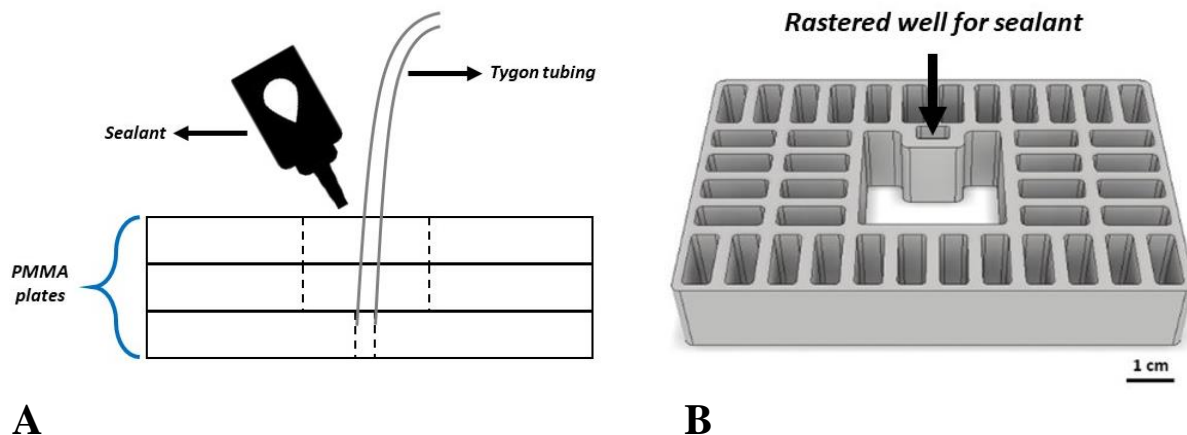 Rastered well for sealant
Tygon tubing
Sealant
PMMA
plates
1 cm
A
B